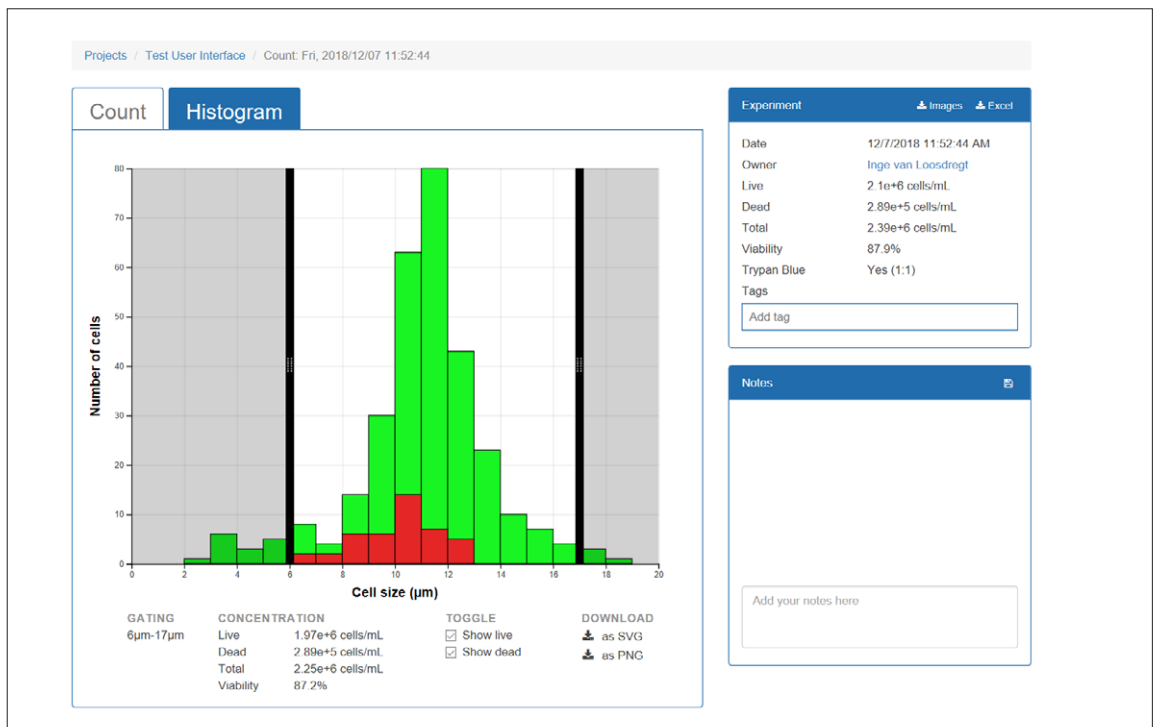 Projects / Test User Interface / Count: Fri, 2018/12/07 11:52:44
Count
Histogram
80
70
60
50
40
30
20
10
0
Number of cells
0 2 4 6 8 10 12 14 16 18 20
Cell size (µm)
GATING
6µm-17µm
CONCENTRATION
Live 1.97e+6 cells/mL
Dead 2.89e+5 cells/mL
Total 2.25e+6 cells/mL
Viability 87.2%
TOGGLE
Show live
Show dead
DOWNLOAD
as SVG
as PNG
Experiment Images Excel
Date 12/7/2018 11:52:44 AM
Owner Inge van Loosdregt
Live 2.1e+6 cells/mL
Dead 2.89e+5 cells/mL
Total 2.39e+6 cells/mL
Viability 87.9%
Trypan Blue Yes (1:1)
Tags
Add tag
Notes
Add your notes here